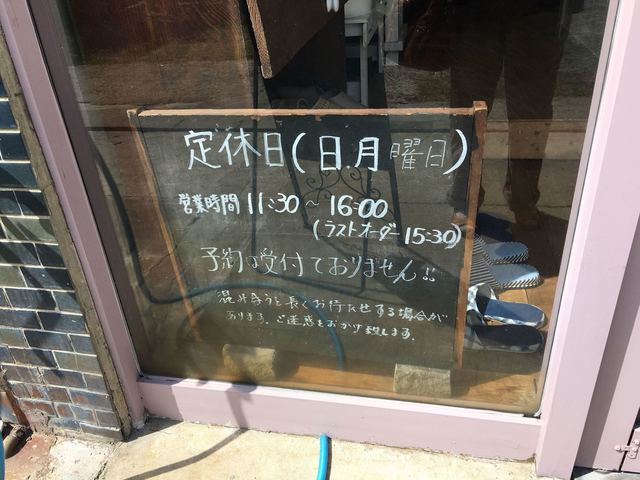 定休日(日.月曜日)
営業時間 11:30~16:00
(ラストオーダー15:30)
予約は受付ておりません!!
混み合うと長くお待たせする場合が
あります。ご迷惑をおかけ致します。